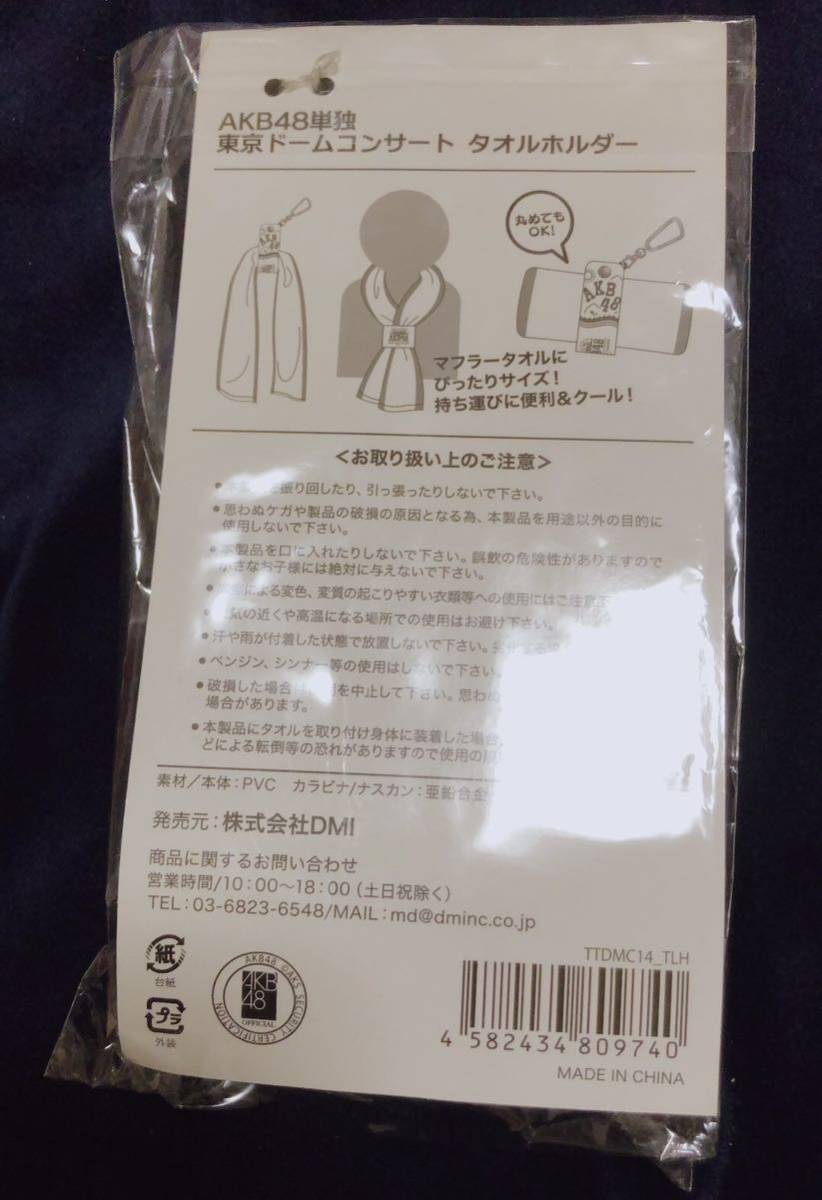 AKB48単独
東京ドームコンサート タオルホルダー
AKB
48
丸めても
OK!
AKB
48
マフラータオルに
ぴったりサイズ!
持ち運びに便利&クール!
<お取り扱い上のご注意>
振り回したり、引っ張ったりしないで下さい。
●思わぬケガや製品の破損の原因となる為、本製品を用途以外の目的に
使用しないで下さい。
●本製品を口に入れたりしないで下さい。誤飲の危険性がありますので
小さなお子様には絶対に与えないで下さい。
による変色、変質の起こりやすい衣類等への使用にはご注意
気の近くや高温になる場所での使用はお避け下さい。
●汗や雨が付着した状態で放置しないで下さい。
●ベンジン、シンナー等の使用はしないで下さい。
●破損した場合は を中止して下さい。思わぬ
場合があります。
●本製品にタオルを取り付け身体に装着した場合、
どによる転倒等の恐れがありますので使用の
素材/本体:PVC カラビナ/ナスカン:亜鉛合金
発売元:株式会社DMI
商品に関するお問い合わせ
営業時間/10:00〜18:00(土日祝除く)
TEL:03-6823-6548/MAIL:md@dminc.co.jp
紙
台紙
プラ
外装
AKB48 ©AKS SECURITY CERTIFICATION
AKB
48
OFFICIAL
TTDMC14_TLH
4 582434 809740
MADE IN CHINA